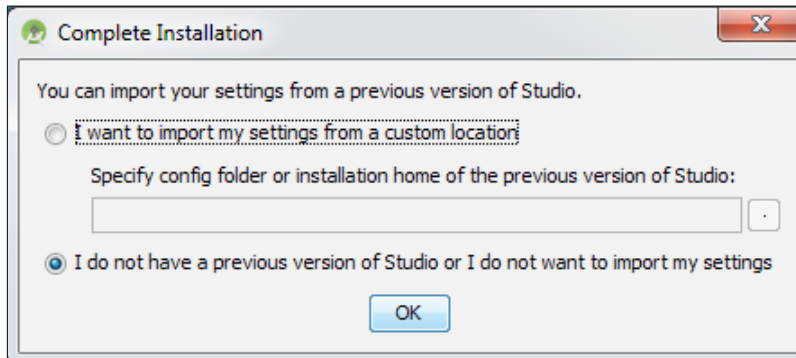 Complete Installation
You can import your settings from a previous version of Studio.
I want to import my settings from a custom location
Specify config folder or installation home of the previous version of Studio:
.
I do not have a previous version of Studio or I do not want to import my settings
OK